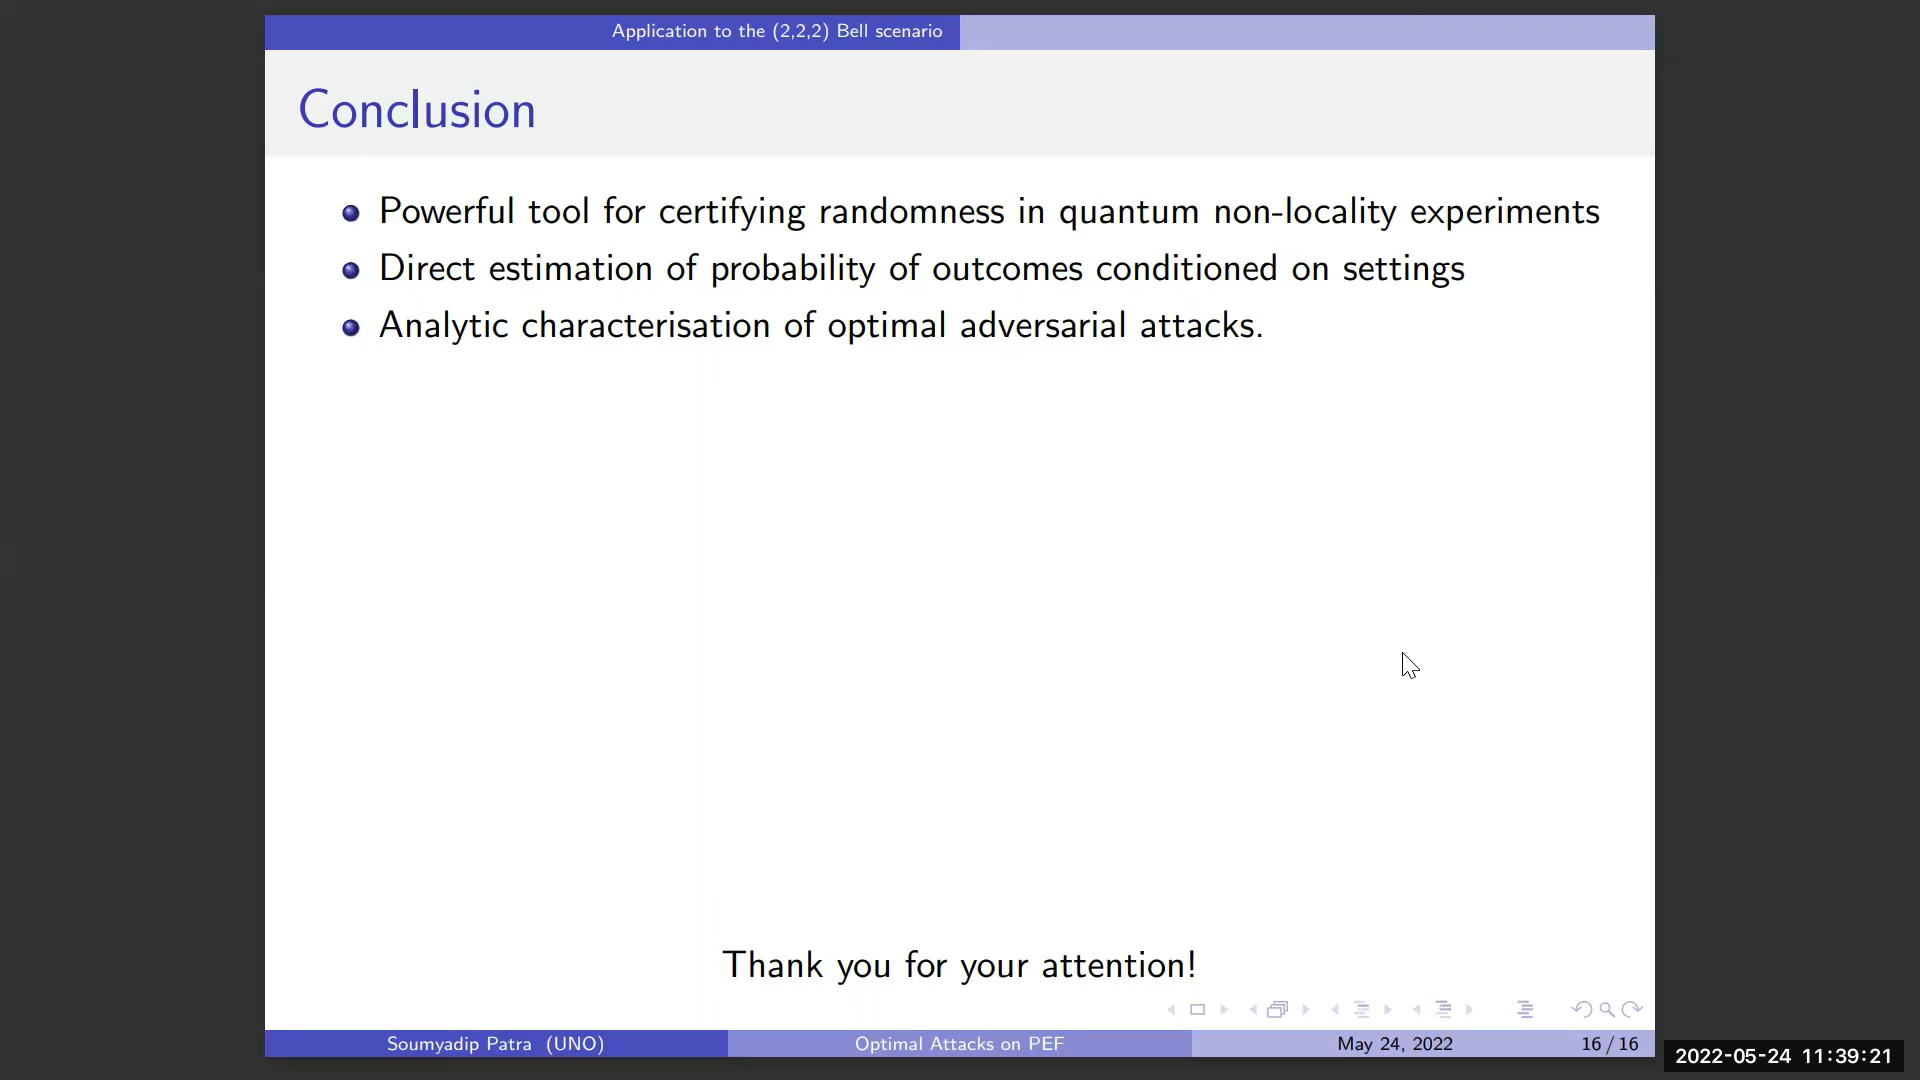 Application to the (2,2,2) Bell scenario
Conclusion
Powerful tool for certifying randomness in quantum non-locality experiments
Direct estimation of probability of outcomes conditioned on settings
Analytic characterisation of optimal adversarial attacks.
Thank you for your attention!
Soumyadip Patra (UNO)
Optimal Attacks on PEF
May 24, 2022
16 / 16
2022-05-24 11:39:21